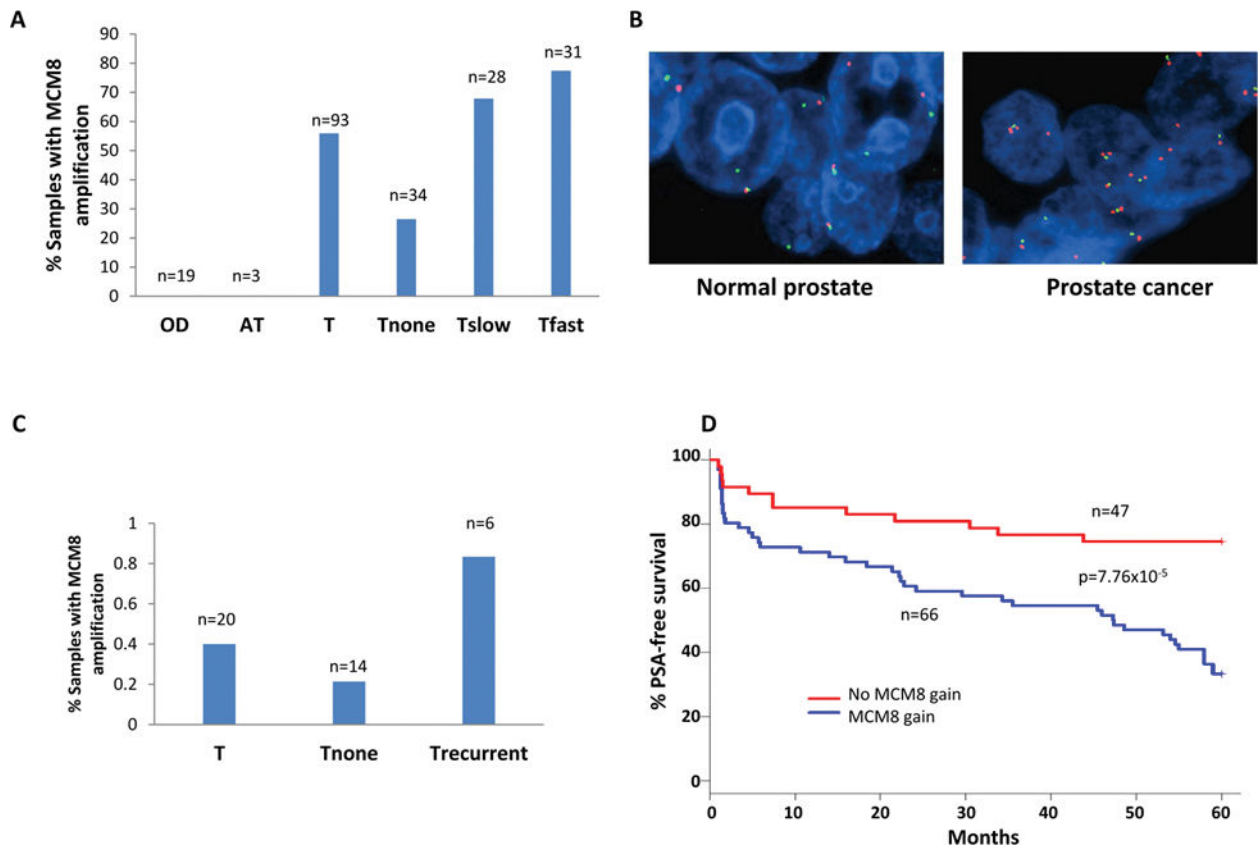 A
% Samples with MCM8
amplification
90
80
70
60
50
40
30
20
10
0
n=19
n=3
n=93
n=34
n=28
n=31
OD AT T Tnone Tslow Tfast
B
Normal prostate Prostate cancer
C
% Samples with MCM8
amplification
1
0.8
0.6
0.4
0.2
0
n=20
n=14
n=6
T Tnone Trecurrent
D
% PSA-free survival
100
80
60
40
20
0
n=47
p=7.76x10⁻⁵
n=66
No MCM8 gain
MCM8 gain
0 10 20 30 40 50 60
Months